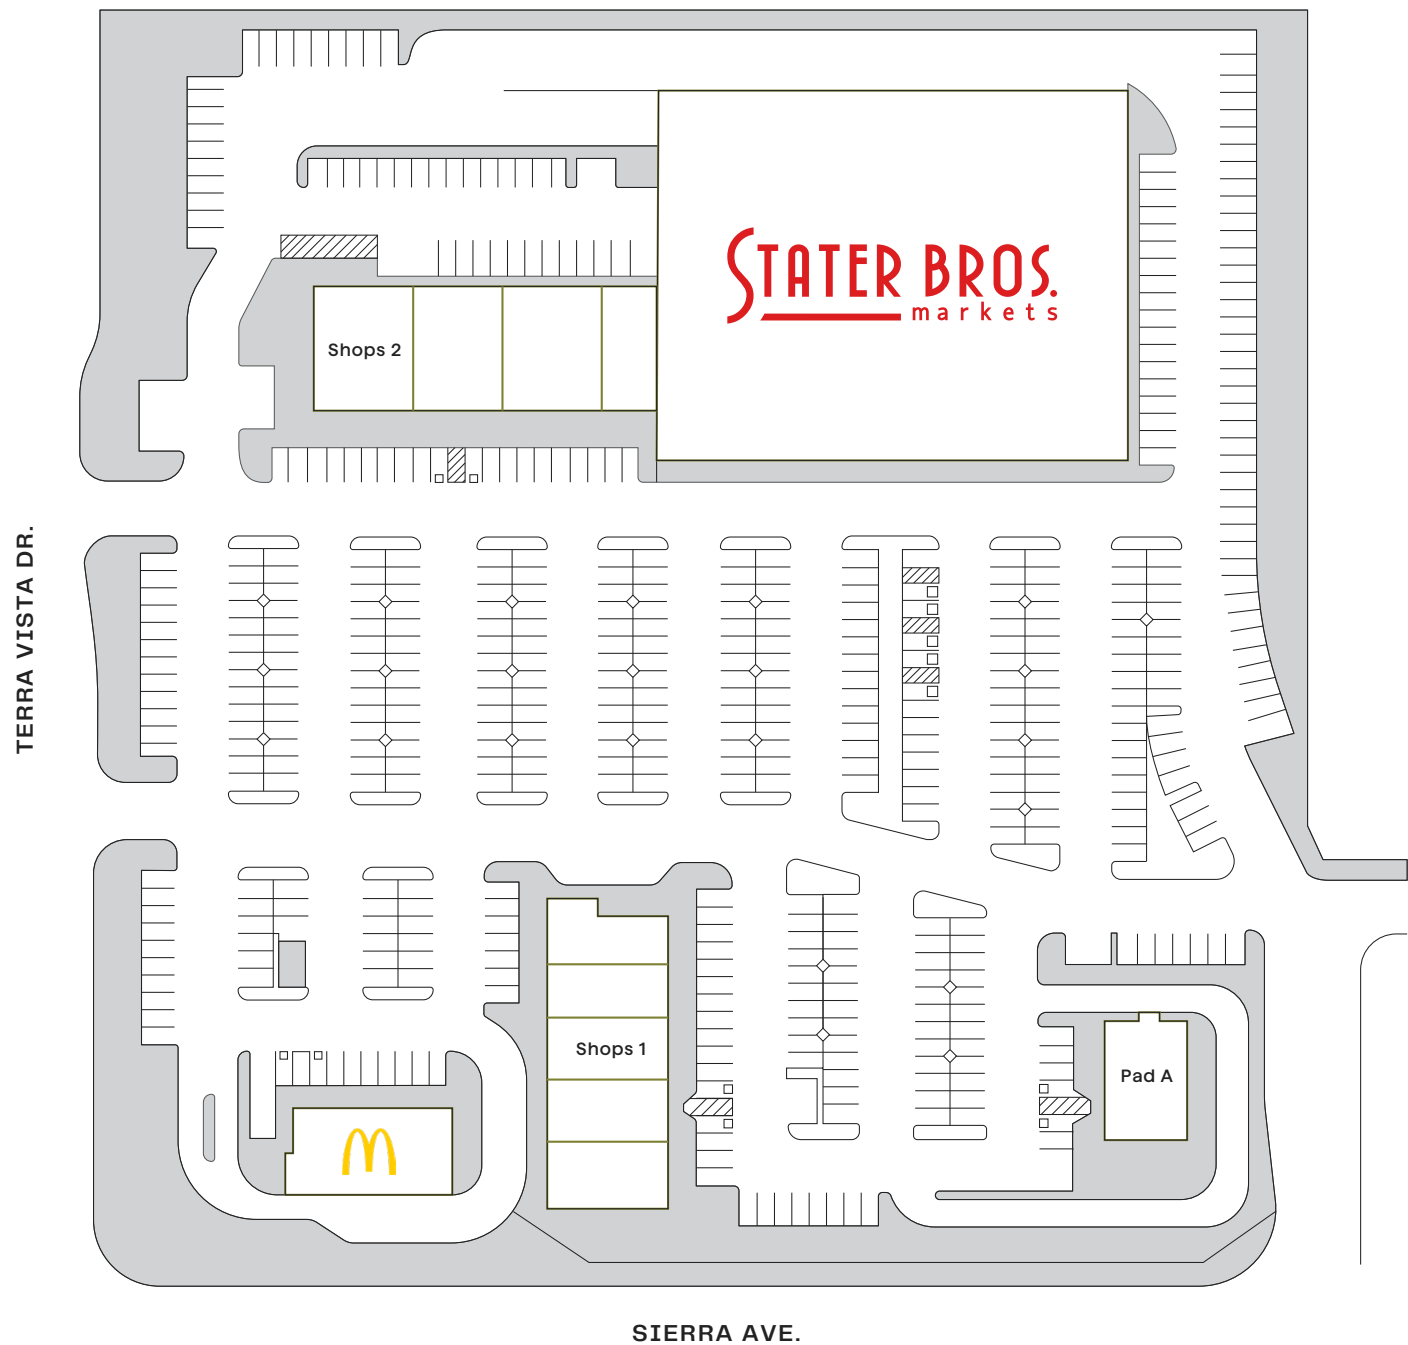 STATER BROS.
markets
Shops 2
TERRA VISTA DR.
Shops 1
Pad A
SIERRA AVE.